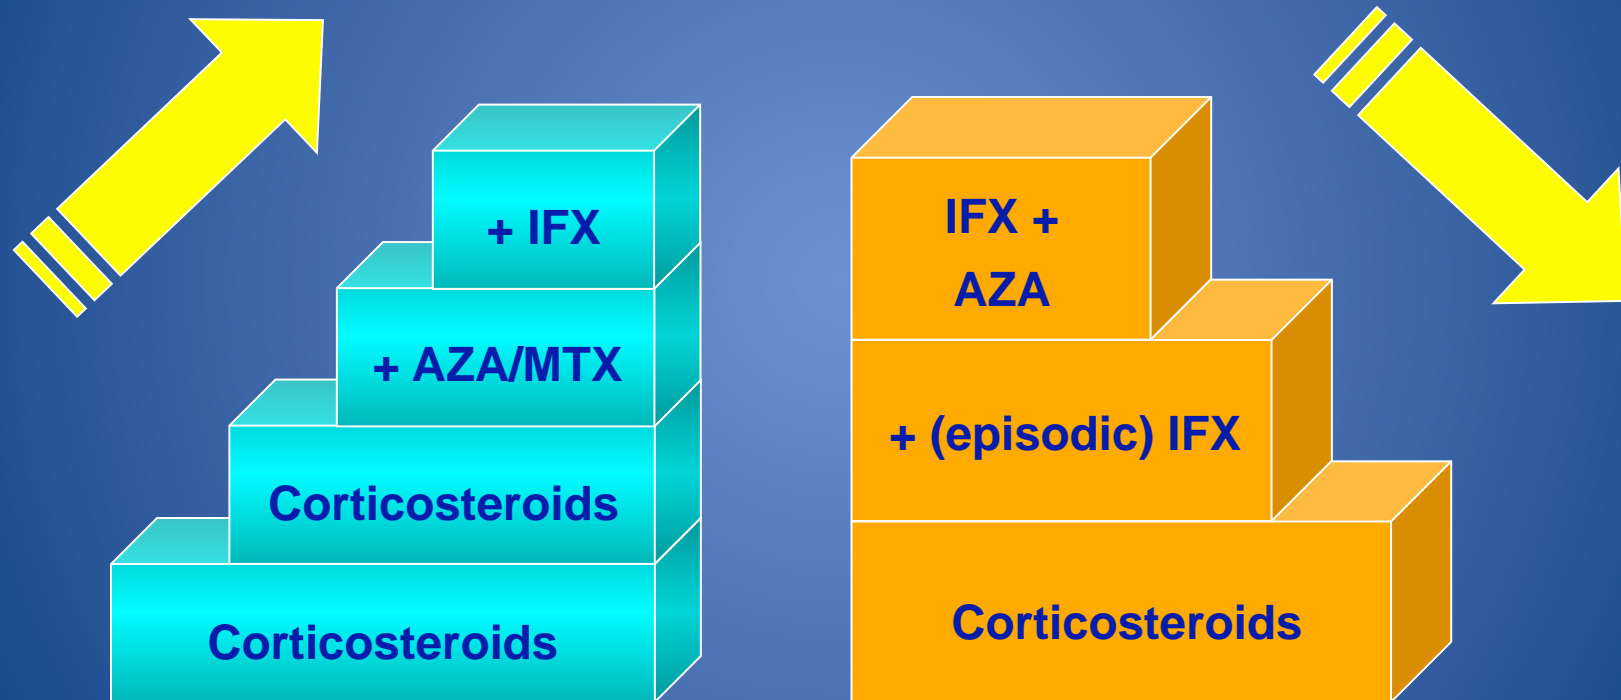 + IFX
+ AZA/MTX
Corticosteroids
Corticosteroids
IFX +
AZA
+ (episodic) IFX
Corticosteroids